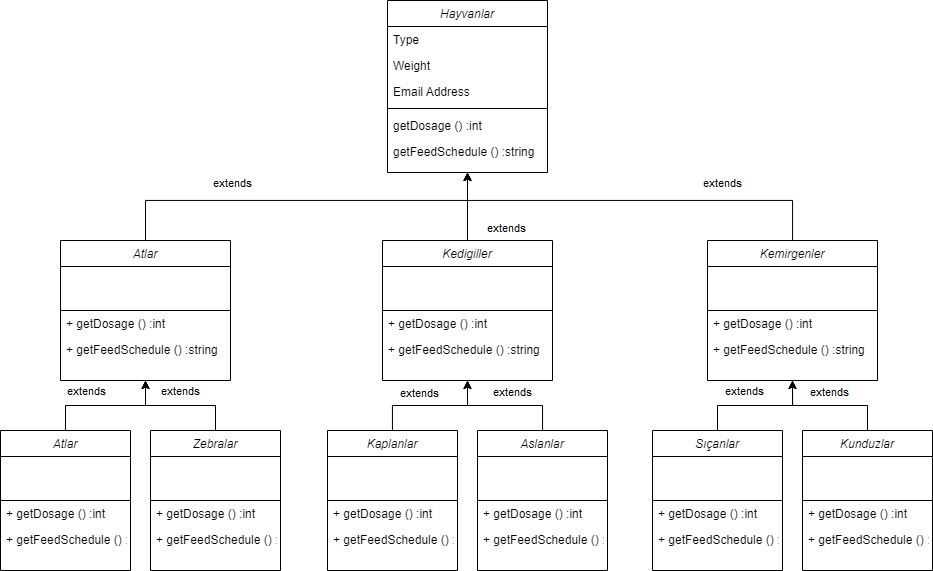 Hayvanlar
Type
Weight
Email Address
getDosage () :int
getFeedSchedule () :string
extends
extends
extends
Atlar
+ getDosage () :int
+ getFeedSchedule () :string
Kedigiller
+ getDosage () :int
+ getFeedSchedule () :string
Kemirgenler
+ getDosage () :int
+ getFeedSchedule () :string
extends
extends
extends
extends
extends
extends
Atlar
+ getDosage () :int
+ getFeedSchedule () :
Zebralar
+ getDosage () :int
+ getFeedSchedule () :
Kaplanlar
+ getDosage () :int
+ getFeedSchedule () :
Aslanlar
+ getDosage () :int
+ getFeedSchedule () :
Sıçanlar
+ getDosage () :int
+ getFeedSchedule () :
Kunduzlar
+ getDosage () :int
+ getFeedSchedule () :